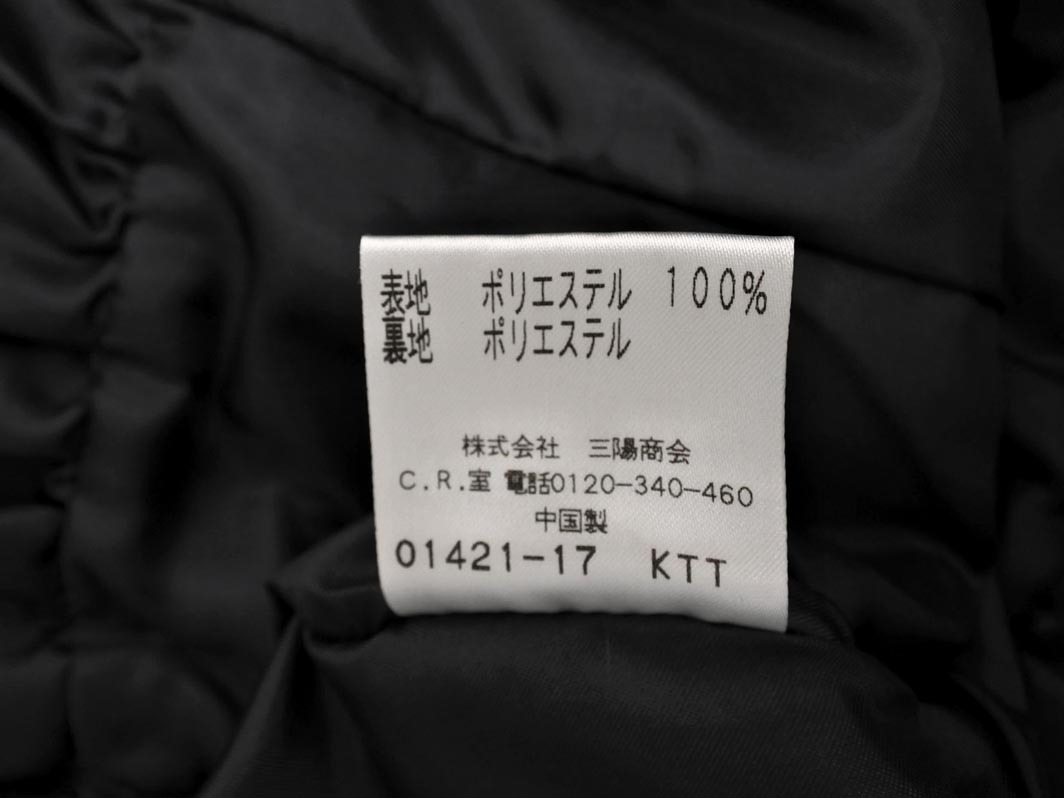 表地 ポリエステル 100%
裏地 ポリエステル
株式会社 三陽商会
C.R.室 電話0120-340-460
中国製
01421-17 KTT